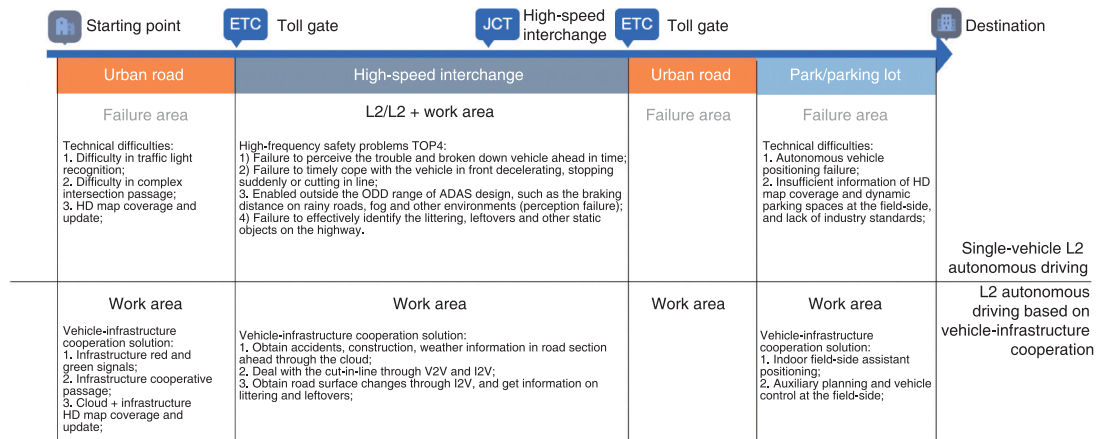 Starting point
ETC
Toll gate
JCT
High-speed
interchange
ETC
Toll gate
Destination
Urban road
High-speed interchange
Urban road
Park/parking lot
Failure area
Technical difficulties:
1. Difficulty in traffic light
recognition;
2. Difficulty in complex
intersection passage;
3. HD map coverage and
update;
L2/L2 + work area
High-frequency safety problems TOP4:
1) Failure to perceive the trouble and broken down vehicle ahead in time;
2) Failure to timely cope with the vehicle in front decelerating, stopping
suddenly or cutting in line;
3. Enabled outside the ODD range of ADAS design, such as the braking
distance on rainy roads, fog and other environments (perception failure);
4) Failure to effectively identify the littering, leftovers and other static
objects on the highway.
Failure area
Failure area
Technical difficulties:
1. Autonomous vehicle
positioning failure;
2. Insufficient information of HD
map coverage and dynamic
parking spaces at the field-side,
and lack of industry standards;
Single-vehicle L2
autonomous driving
Work area
Vehicle-infrastructure
cooperation solution:
1. Infrastructure red and
green signals;
2. Infrastructure cooperative
passage;
3. Cloud + infrastructure
HD map coverage and
update;
Work area
Vehicle-infrastructure cooperation solution:
1. Obtain accidents, construction, weather information in road section
ahead through the cloud;
2. Deal with the cut-in-line through V2V and I2V;
3. Obtain road surface changes through I2V, and get information on
littering and leftovers;
Work area
Work area
Vehicle-infrastructure
cooperation solution:
1. Indoor field-side assistant
positioning;
2. Auxiliary planning and vehicle
control at the field-side;
L2 autonomous
driving based on
vehicle-infrastructure
cooperation